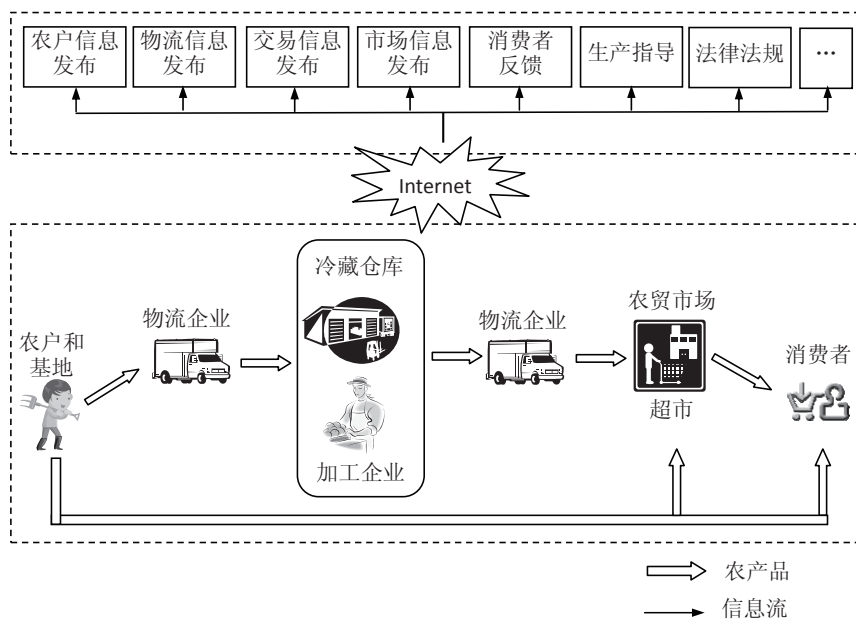 农户信息
发布
物流信息
发布
交易信息
发布
市场信息
发布
消费者
反馈
生产指导
法律法规
…
Internet
冷藏仓库
农户和
基地
物流企业
物流企业
农贸市场
消费者
超市
加工企业
农产品
信息流